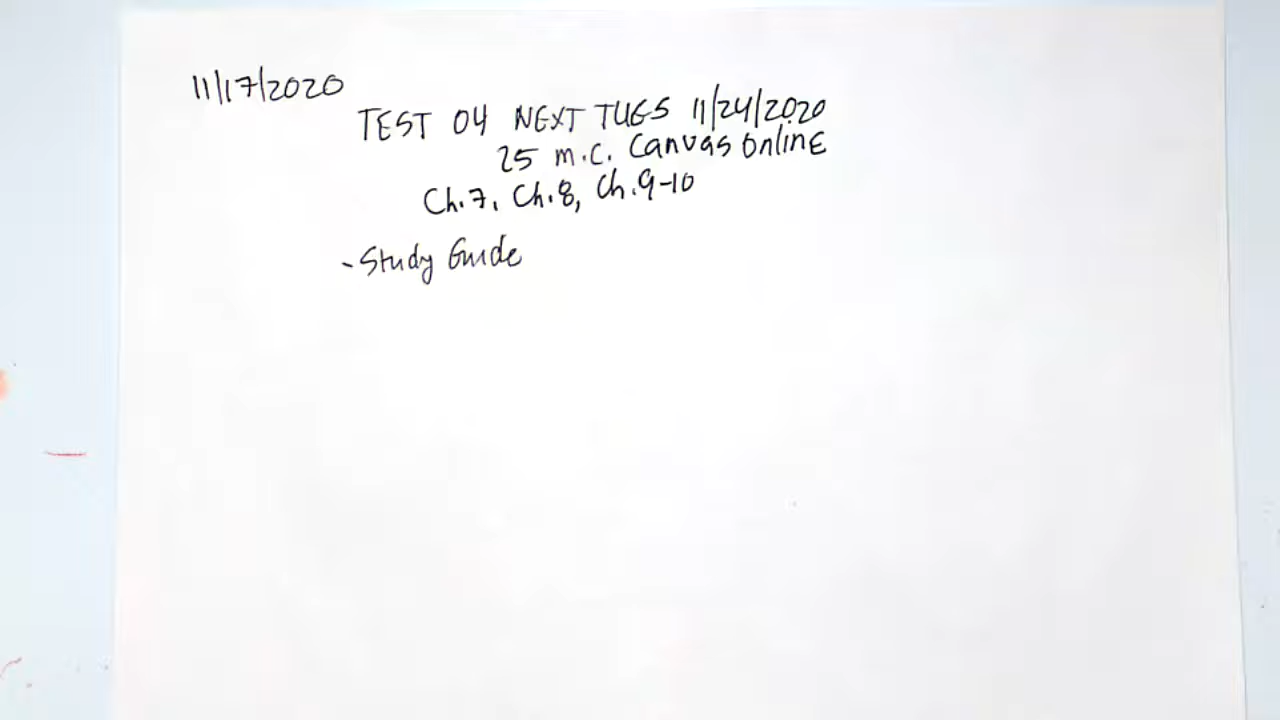 11/17/2020
TEST 04 NEXT TUES 11/24/2020
25 m.c. Canvas Online
Ch.7, Ch.8, Ch.9-10
- Study Guide